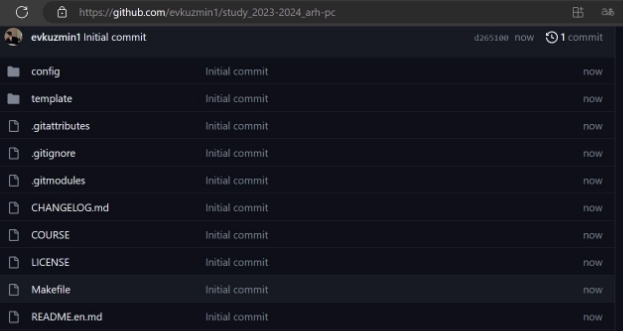 https://github.com/evkuzmin1/study_2023-2024_arh-pc
evkuzmin1 Initial commit d265100 now 1 commit
config Initial commit now
template Initial commit now
.gitattributes Initial commit now
.gitignore Initial commit now
.gitmodules Initial commit now
CHANGELOG.md Initial commit now
COURSE Initial commit now
LICENSE Initial commit now
Makefile Initial commit now
README.en.md Initial commit now